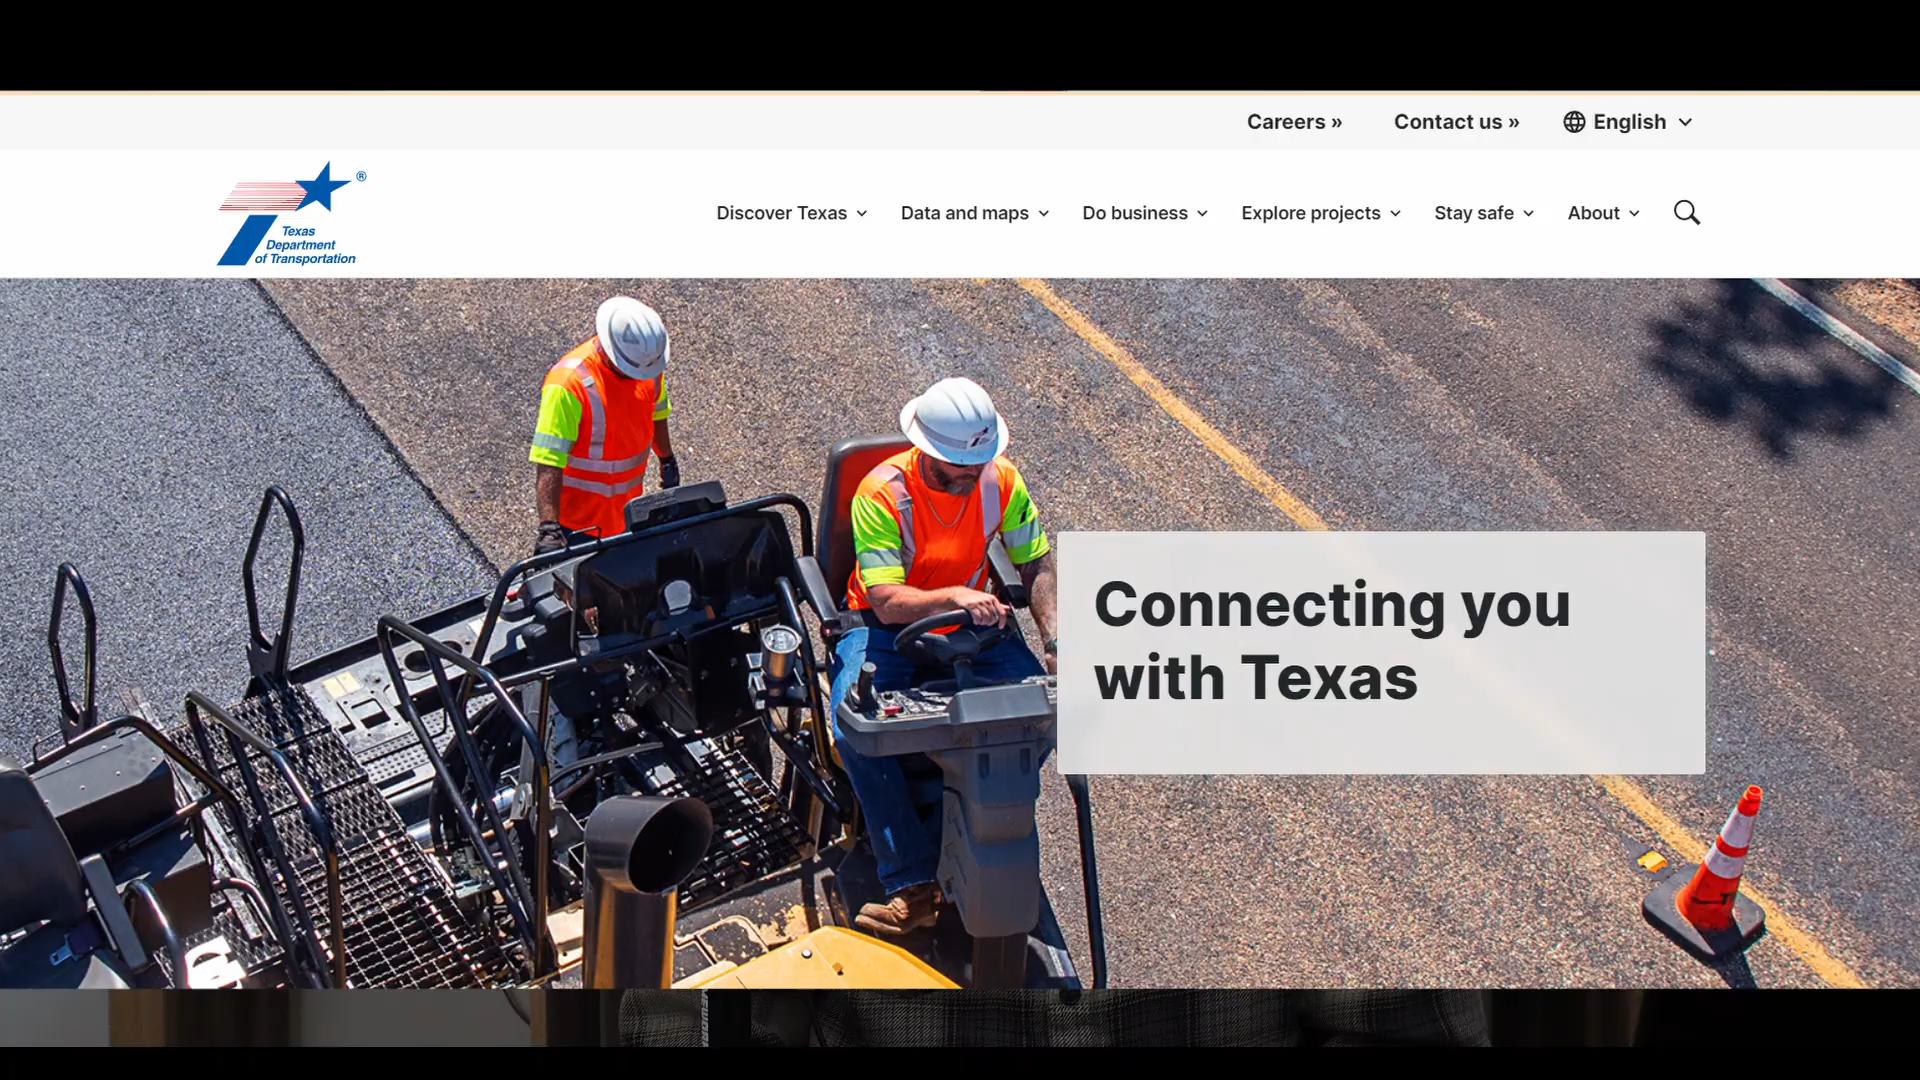 Careers »
Contact us »
English
Texas
Department
of Transportation
®
Discover Texas
Data and maps
Do business
Explore projects
Stay safe
About
Connecting you
with Texas